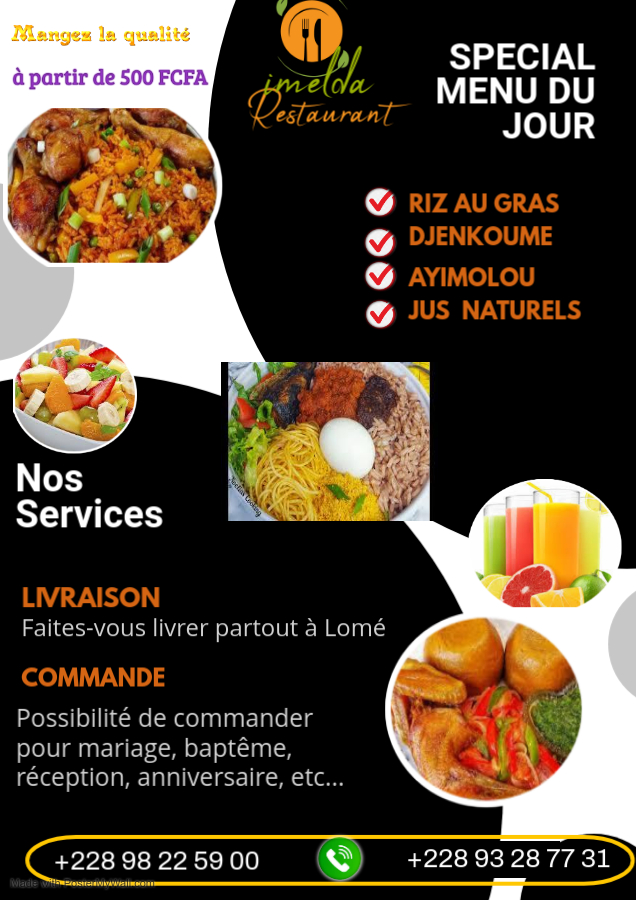 Mangez la qualité
à partir de 500 FCFA
imelda
Restaurant
SPECIAL
MENU DU
JOUR
RIZ AU GRAS
DJENKOUME
AYIMOLOU
JUS NATURELS
Nos
Services
LIVRAISON
Faites-vous livrer partout à Lomé
COMMANDE
Possibilité de commander
pour mariage, baptême,
réception, anniversaire, etc...
+228 98 22 59 00
+228 93 28 77 31
Made with PosterMyWall.com